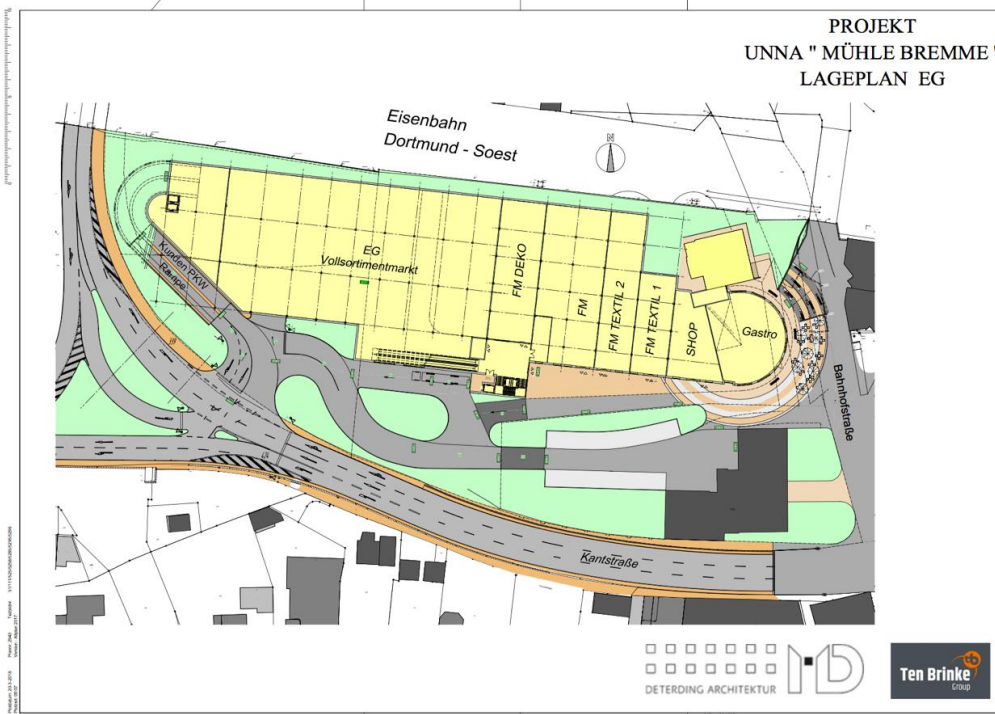 PROJEKT
UNNA " MÜHLE BREMME "
LAGEPLAN EG
Eisenbahn
Dortmund - Soest
N
EG
Vollsortimentmarkt
Kunden PKW
Rampe
FM DEKO
FM
FM TEXTIL 2
FM TEXTIL 1
SHOP
Gastro
Bahnhofstraße
Kantstraße
DETERDING ARCHITEKTUR
MD
Ten Brinke
Group